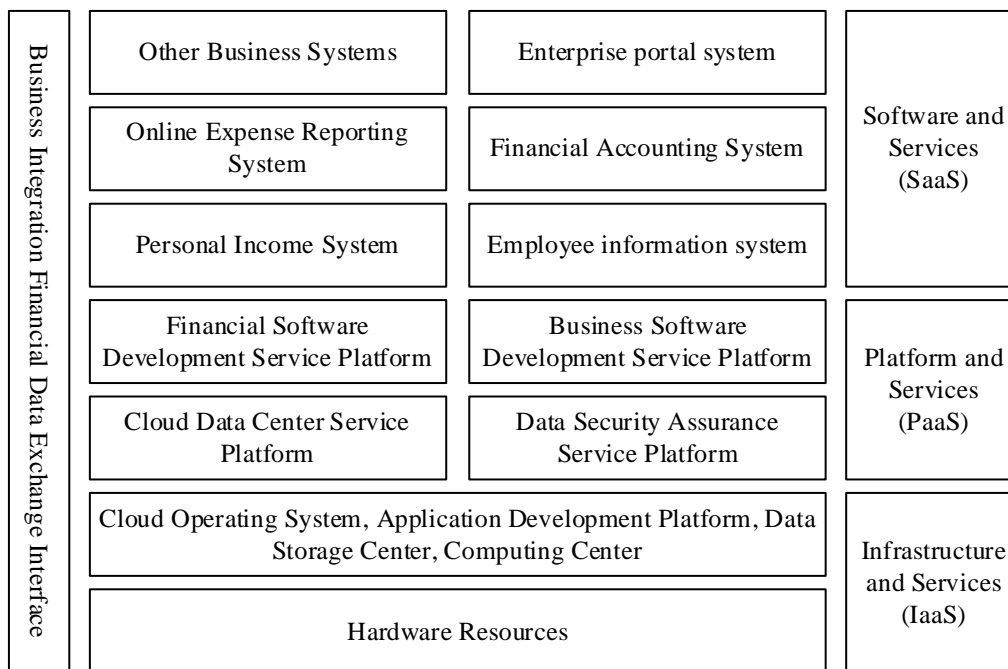 Business Integration Financial Data Exchange Interface
Other Business Systems
Enterprise portal system
Online Expense Reporting
System
Financial Accounting System
Personal Income System
Employee information system
Software and
Services
(SaaS)
Financial Software
Development Service Platform
Business Software
Development Service Platform
Cloud Data Center Service
Platform
Data Security Assurance
Service Platform
Platform and
Services
(PaaS)
Cloud Operating System, Application Development Platform, Data
Storage Center, Computing Center
Hardware Resources
Infrastructure
and Services
(IaaS)